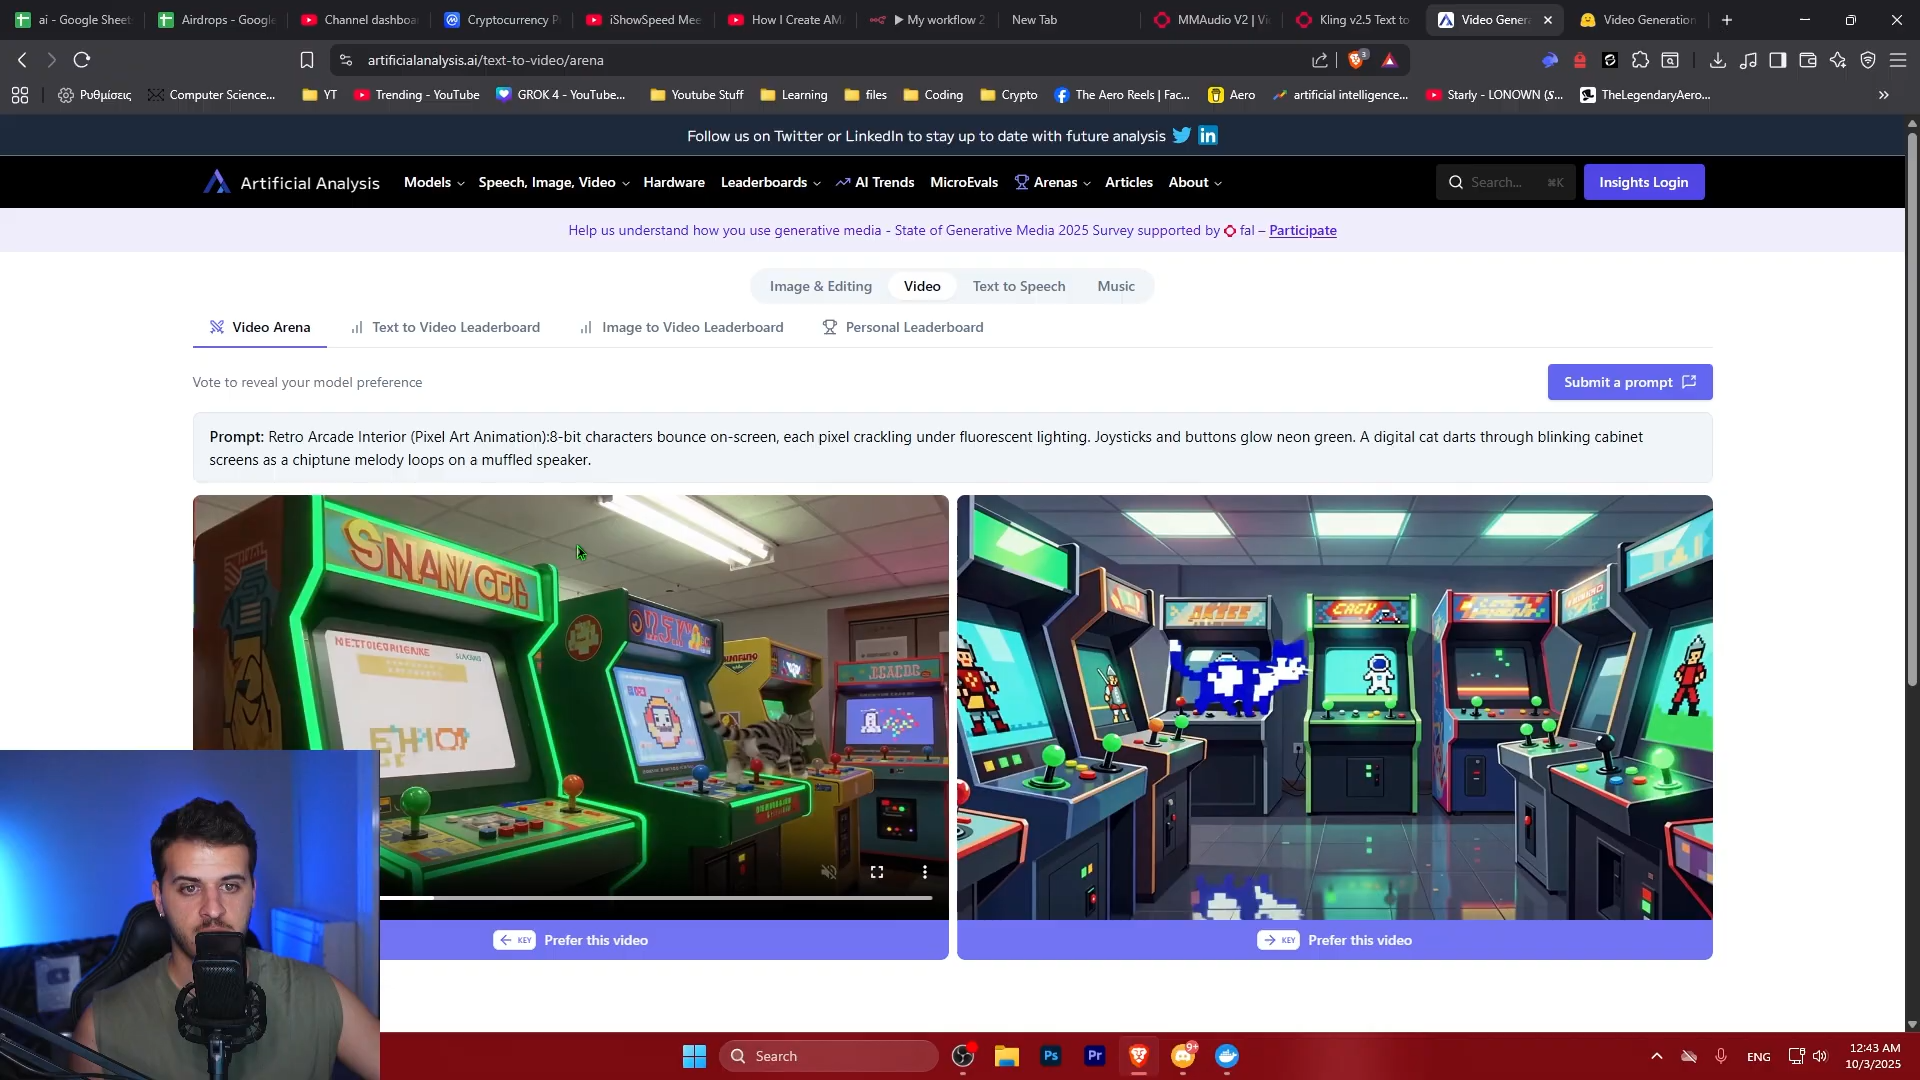 ai - Google Sheet
Airdrops - Google
Channel dashboa
Cryptocurrency P
iShowSpeed Mee
How I Create AM
My workflow 2
New Tab
MMAudio V2 | Vi
Kling v2.5 Text to
Video Genera
Video Generation
artificialanalysis.ai/text-to-video/arena
3
Ρυθμίσεις
Computer Science...
YT
Trending - YouTube
GROK 4 - YouTube...
Youtube Stuff
Learning
files
Coding
Crypto
The Aero Reels | Fac...
Aero
artificial intelligence...
Starly - LONOWN (S...
TheLegendaryAero...
Follow us on Twitter or LinkedIn to stay up to date with future analysis
Artificial Analysis
Models
Speech, Image, Video
Hardware
Leaderboards
AI Trends
MicroEvals
Arenas
Articles
About
Search...
⌘K
Insights Login
Help us understand how you use generative media - State of Generative Media 2025 Survey supported by fal – Participate
Image & Editing
Video
Text to Speech
Music
Video Arena
Text to Video Leaderboard
Image to Video Leaderboard
Personal Leaderboard
Vote to reveal your model preference
Submit a prompt
Prompt: Retro Arcade Interior (Pixel Art Animation):8-bit characters bounce on-screen, each pixel crackling under fluorescent lighting. Joysticks and buttons glow neon green. A digital cat darts through blinking cabinet
screens as a chiptune melody loops on a muffled speaker.
← KEY Prefer this video
→ KEY Prefer this video
Search
Ps
Pr
9+
ENG
12:43 AM
10/3/2025